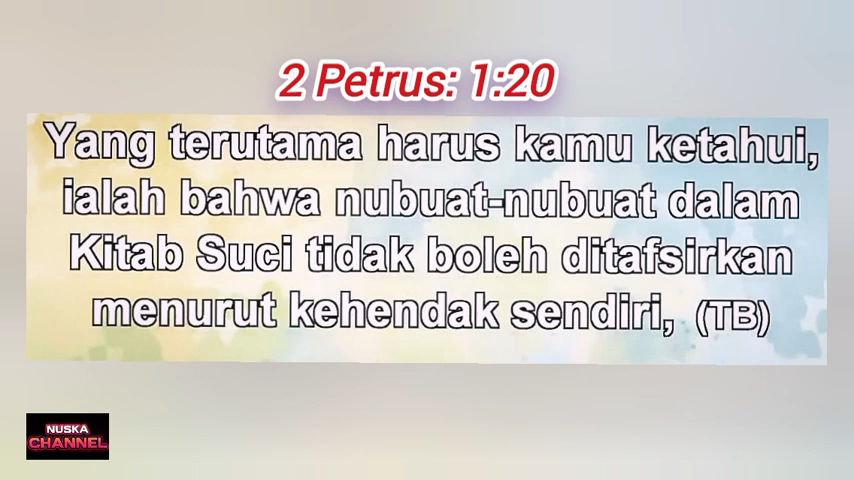 2 Petrus: 1:20
Yang terutama harus kamu ketahui,
ialah bahwa nubuat-nubuat dalam
Kitab Suci tidak boleh ditafsirkan
menurut kehendak sendiri, (TB)
NUSKA
CHANNEL